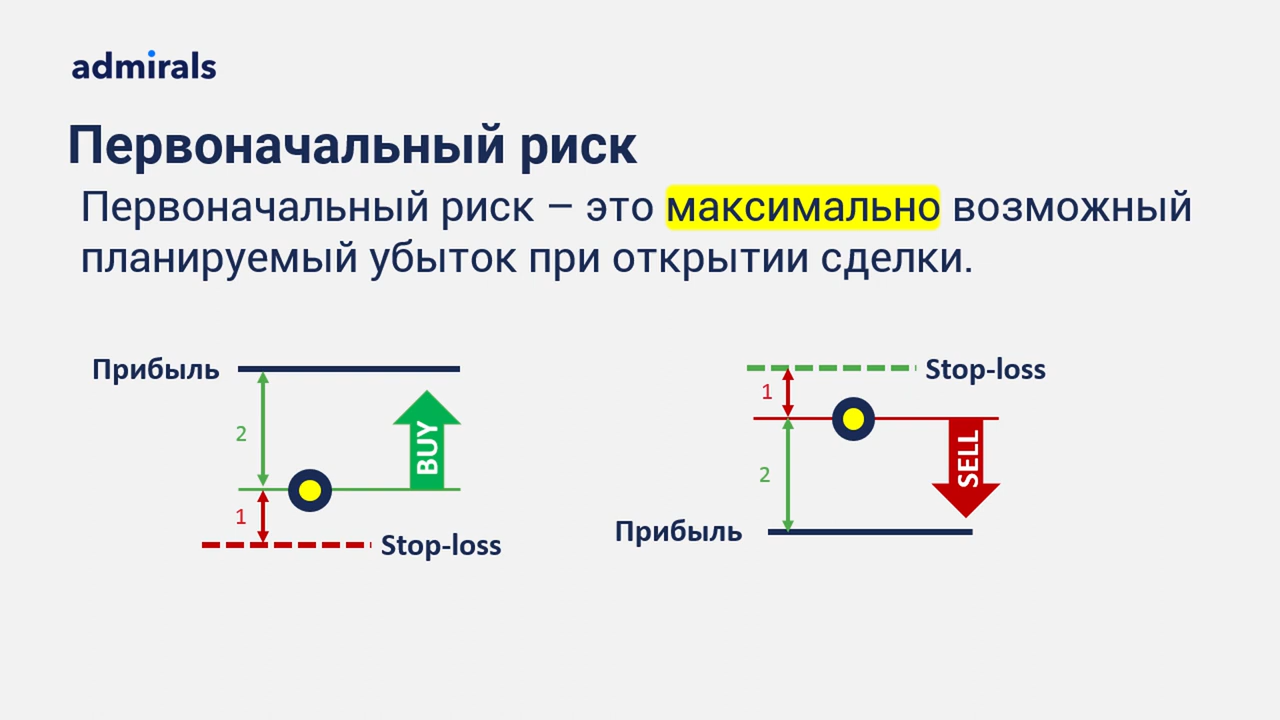 admirals
Первоначальный риск
Первоначальный риск – это максимально возможный
планируемый убыток при открытии сделки.
Прибыль
2
BUY
1
Stop-loss
Stop-loss
1
SELL
2
Прибыль